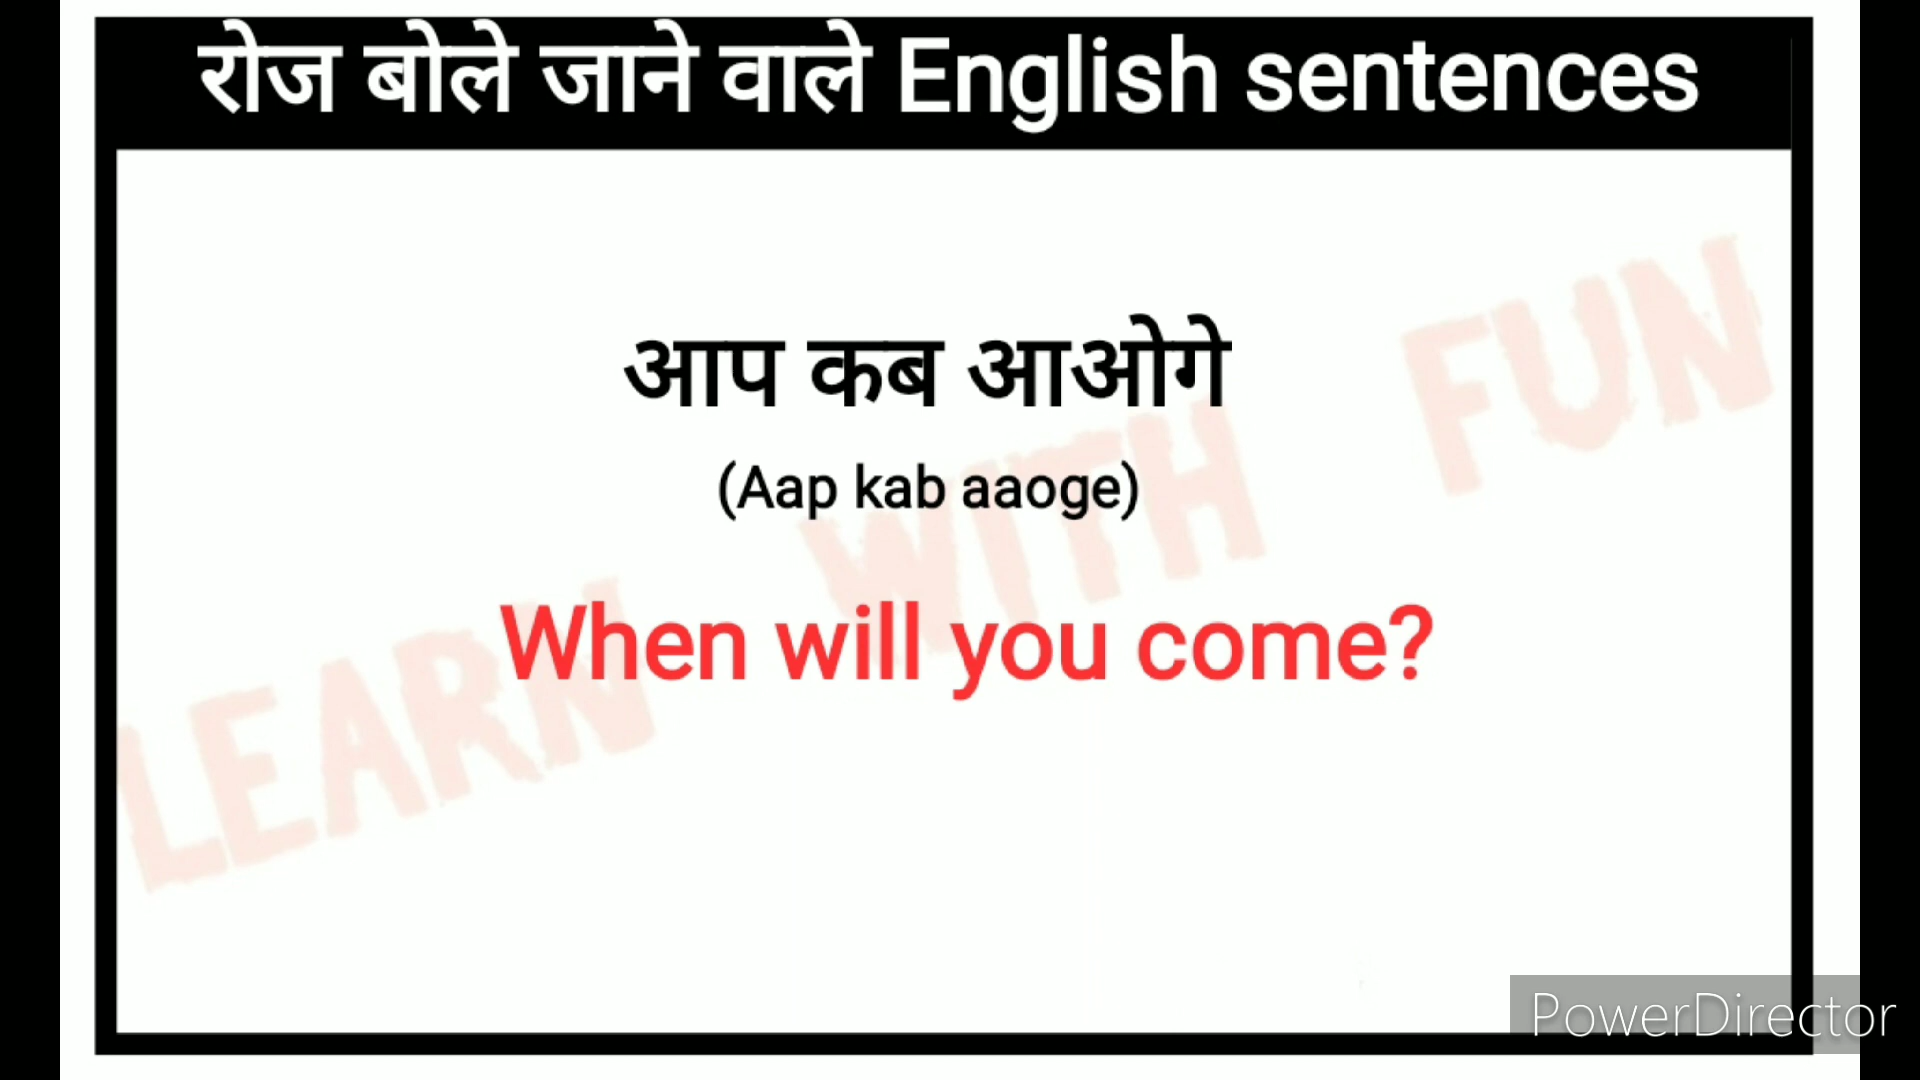 रोज बोले जाने वाले English sentences
आप कब आओगे
(Aap kab aaoge)
When will you come?
LEARN WITH FUN
PowerDirector